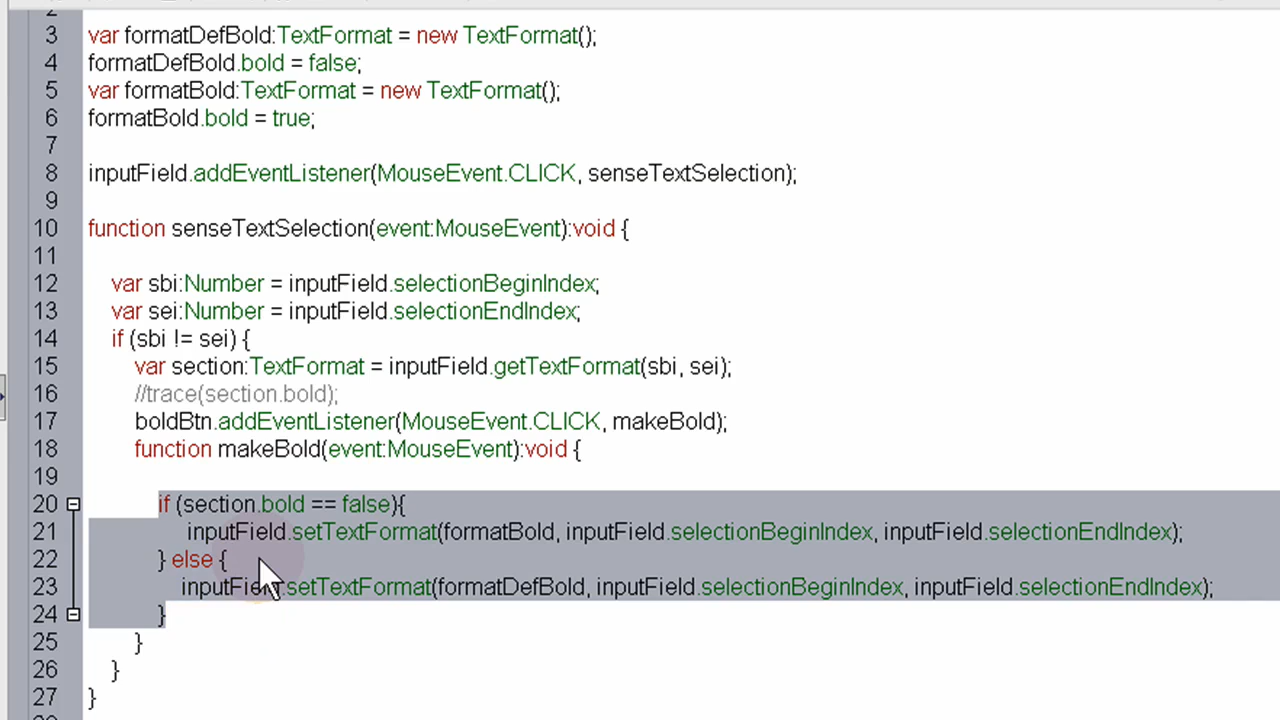 3 var formatDefBold:TextFormat = new TextFormat();
4 formatDefBold.bold = false;
5 var formatBold:TextFormat = new TextFormat();
6 formatBold.bold = true;
7
8 inputField.addEventListener(MouseEvent.CLICK, senseTextSelection);
9
10 function senseTextSelection(event:MouseEvent):void {
11
12 var sbi:Number = inputField.selectionBeginIndex;
13 var sei:Number = inputField.selectionEndIndex;
14 if (sbi != sei) {
15 var section:TextFormat = inputField.getTextFormat(sbi, sei);
16 //trace(section.bold);
17 boldBtn.addEventListener(MouseEvent.CLICK, makeBold);
18 function makeBold(event:MouseEvent):void {
19
20 if (section.bold == false){
21 inputField.setTextFormat(formatBold, inputField.selectionBeginIndex, inputField.selectionEndIndex);
22 } else {
23 inputField.setTextFormat(formatDefBold, inputField.selectionBeginIndex, inputField.selectionEndIndex);
24 }
25 }
26 }
27 }